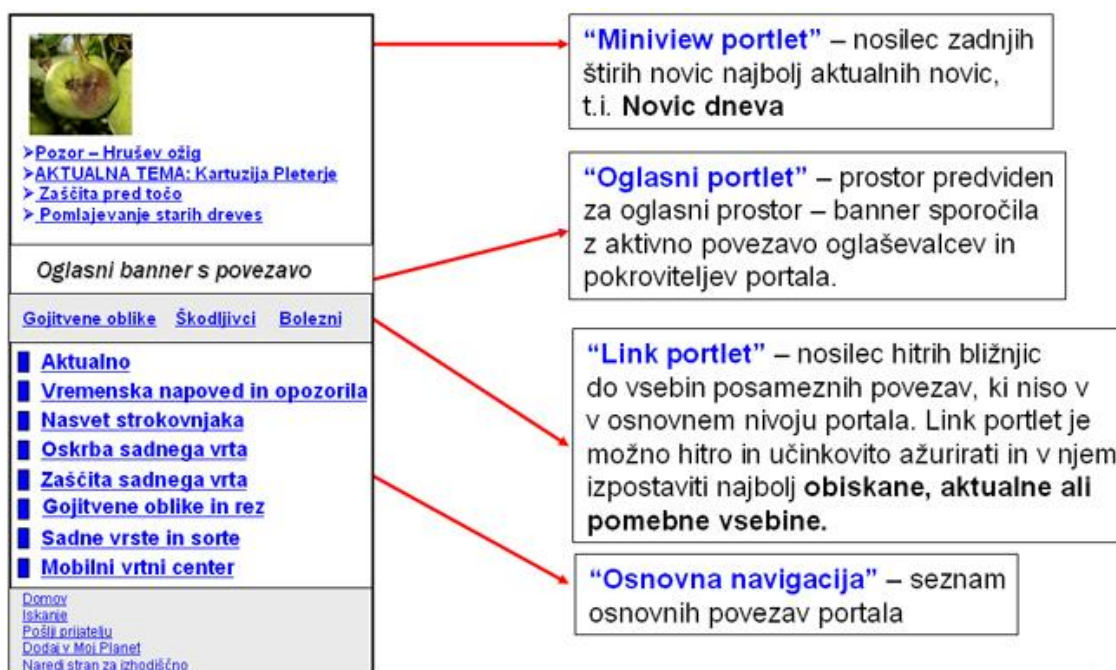 ➢Pozor – Hrušev ožig
➢AKTUALNA TEMA: Kartuzija Pleterje
➢ Zaščita pred točo
➢ Pomlajevanje starih dreves
Oglasni banner s povezavo
Gojitvene oblike Škodljivci Bolezni
Aktualno
Vremenska napoved in opozorila
Nasvet strokovnjaka
Oskrba sadnega vrta
Zaščita sadnega vrta
Gojitvene oblike in rez
Sadne vrste in sorte
Mobilni vrtni center
Domov
Iskanje
Pošlji prijatelju
Dodaj v Moj Planet
Naredi stran za izhodiščno
“Miniview portlet” – nosilec zadnjih
štirih novic najbolj aktualnih novic,
t.i. Novic dneva
“Oglasni portlet” – prostor predviden
za oglasni prostor – banner sporočila
z aktivno povezavo oglaševalcev in
pokroviteljev portala.
“Link portlet” – nosilec hitrih bližnjic
do vsebin posameznih povezav, ki niso v
v osnovnem nivoju portala. Link portlet je
možno hitro in učinkovito ažurirati in v njem
izpostaviti najbolj obiskane, aktualne ali
pomebne vsebine.
“Osnovna navigacija” – seznam
osnovnih povezav portala